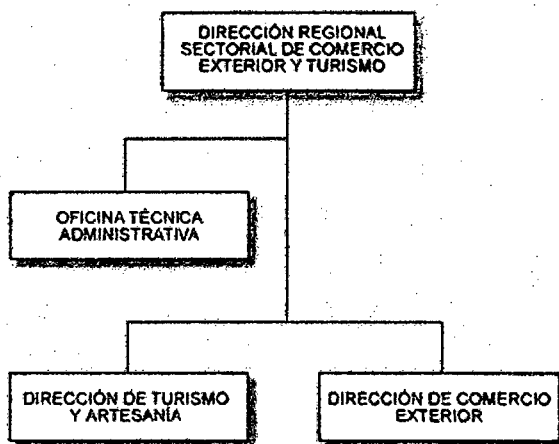 DIRECCIÓN REGIONAL
SECTORIAL DE COMERCIO
EXTERIOR Y TURISMO
OFICINA TÉCNICA
ADMINISTRATIVA
DIRECCIÓN DE TURISMO
Y ARTESANÍA
DIRECCIÓN DE COMERCIO
EXTERIOR